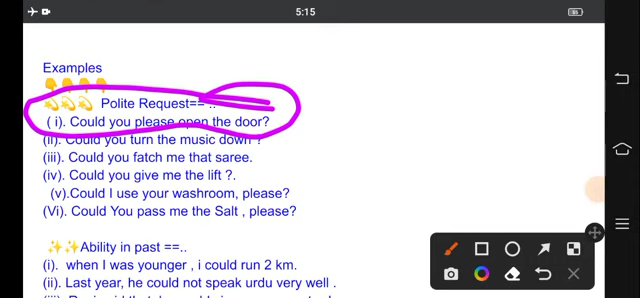 5:15
Examples
Polite Request== ..
( i). Could you please open the door?
(ii). Could you turn the music down ?
(iii). Could you fatch me that saree.
(iv). Could you give me the lift ?.
(v).Could I use your washroom, please?
(Vi). Could You pass me the Salt , please?
Ability in past ==..
(i). when I was younger , i could run 2 km.
(ii). Last year, he could not speak urdu very well .